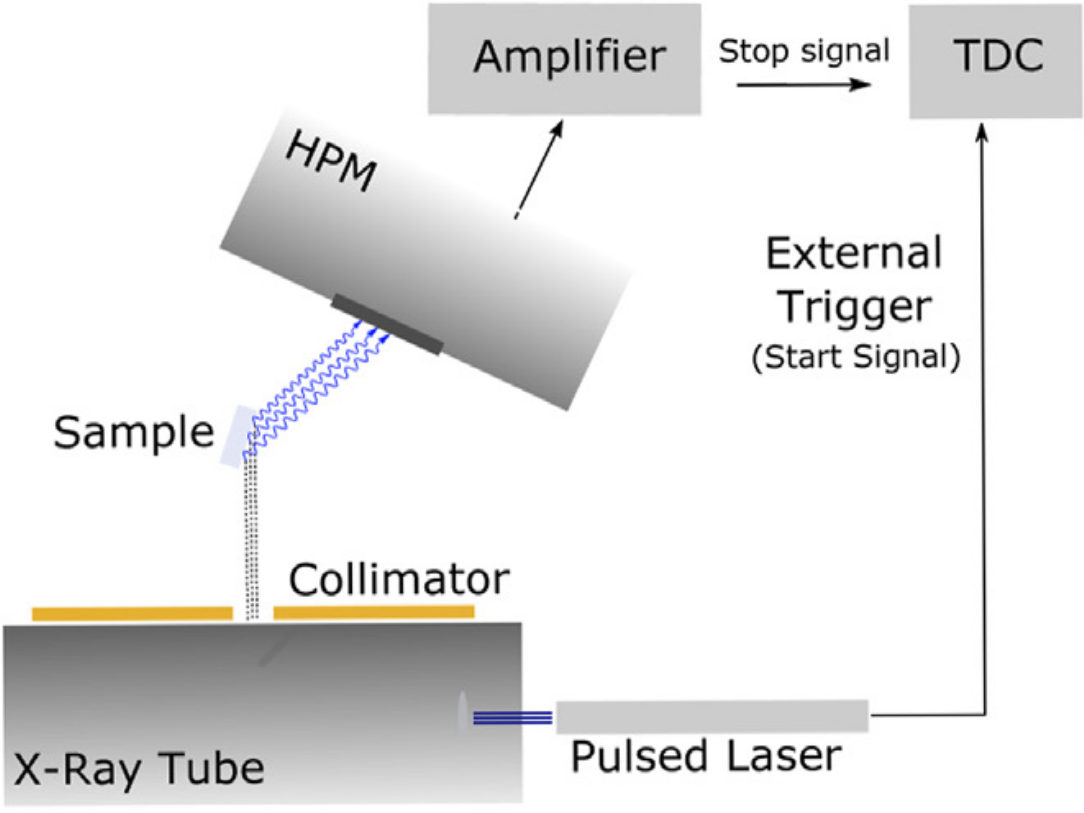 Amplifier
Stop signal
TDC
HPM
External
Trigger
(Start Signal)
Sample
Collimator
X-Ray Tube
Pulsed Laser